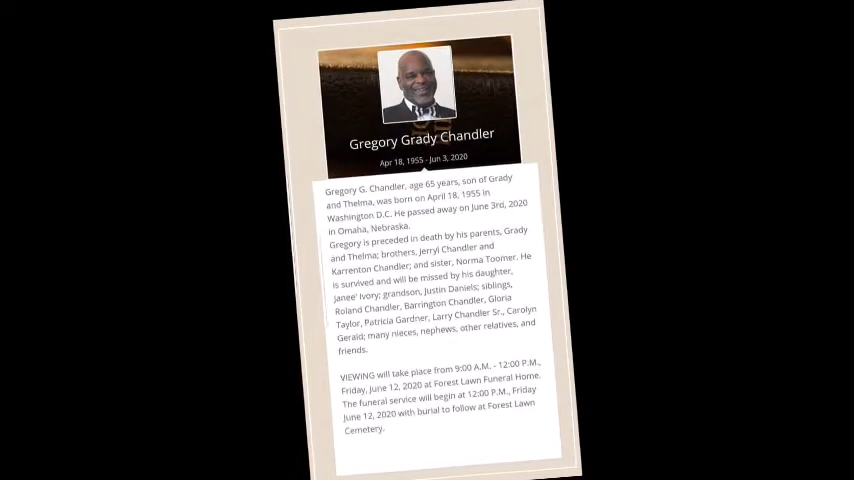 Gregory Grady Chandler
Apr 18, 1955 - Jun 3, 2020
Gregory G. Chandler, age 65 years, son of Grady
and Thelma, was born on April 18, 1955 in
Washington D.C. He passed away on June 3rd, 2020
in Omaha, Nebraska.
Gregory is preceded in death by his parents, Grady
and Thelma; brothers, Jerryl Chandler and
Karrenton Chandler; and sister, Norma Toomer. He
is survived and will be missed by his daughter,
Janee' Ivory; grandson, Justin Daniels; siblings,
Roland Chandler, Barrington Chandler, Gloria
Taylor, Patricia Gardner, Larry Chandler Sr., Carolyn
Gerald; many nieces, nephews, other relatives, and
friends.
VIEWING will take place from 9:00 A.M. - 12:00 P.M.,
Friday, June 12, 2020 at Forest Lawn Funeral Home.
The funeral service will begin at 12:00 P.M., Friday
June 12, 2020 with burial to follow at Forest Lawn
Cemetery.